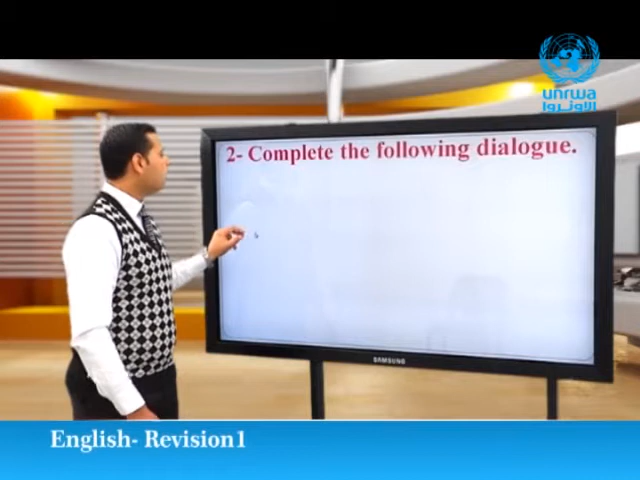 unrwa
الأونروا
2- Complete the following dialogue.
SAMSUNG
English- Revision1